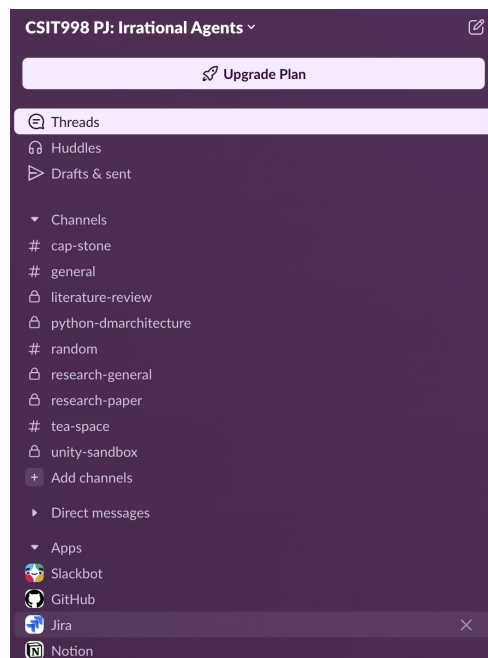 CSIT998 PJ: Irrational Agents
Upgrade Plan
Threads
Huddles
Drafts & sent
Channels
# cap-stone
# general
literature-review
python-dmarchitecture
# random
research-general
research-paper
# tea-space
unity-sandbox
+ Add channels
Direct messages
Apps
Slackbot
GitHub
Jira
Notion